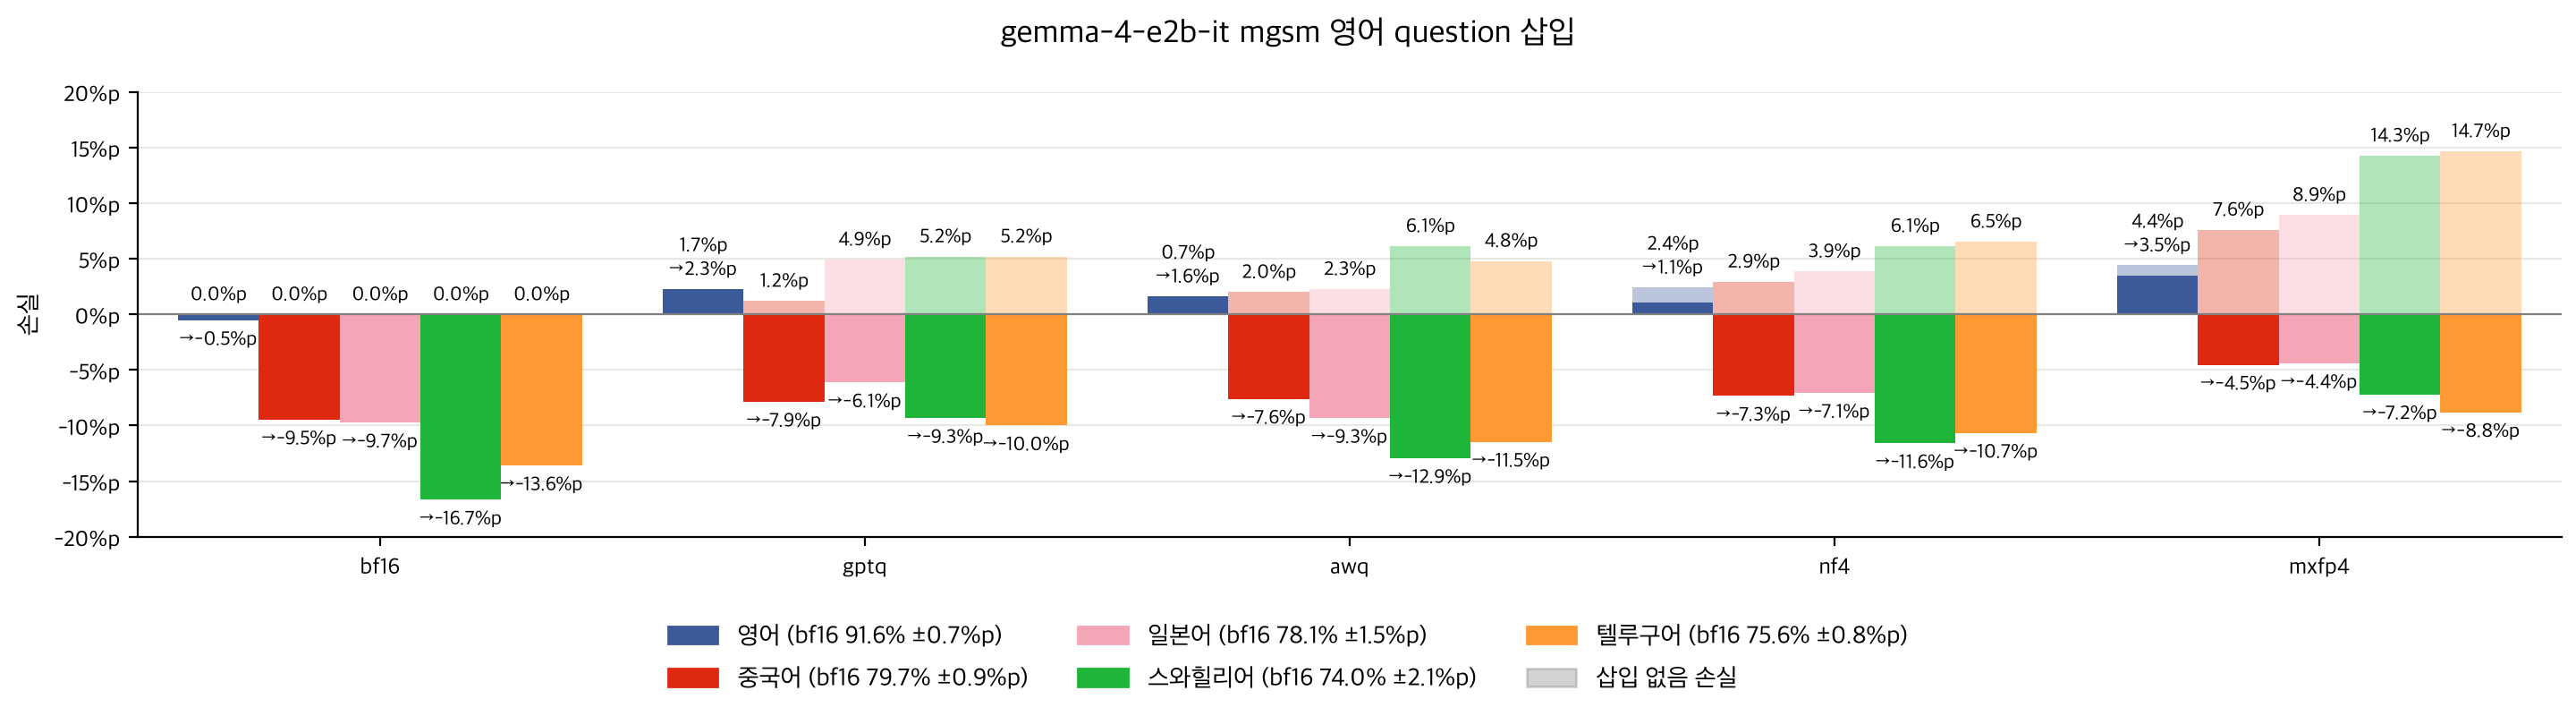 gemma-4-e2b-it mgsm 영어 question 삽입
손실
20%p
15%p
10%p
5%p
0%p
-5%p
-10%p
-15%p
-20%p
0.0%p 0.0%p 0.0%p 0.0%p 0.0%p
→-0.5%p →-9.5%p →-9.7%p →-16.7%p →-13.6%p
1.7%p 1.2%p 4.9%p 5.2%p 5.2%p
→2.3%p →-7.9%p →-6.1%p →-9.3%p →-10.0%p
0.7%p 2.0%p 2.3%p 6.1%p 4.8%p
→1.6%p →-7.6%p →-9.3%p →-12.9%p →-11.5%p
2.4%p 2.9%p 3.9%p 6.1%p 6.5%p
→1.1%p →-7.3%p →-7.1%p →-11.6%p →-10.7%p
4.4%p 7.6%p 8.9%p 14.3%p 14.7%p
→3.5%p →-4.5%p →-4.4%p →-7.2%p →-8.8%p
bf16 gptq awq nf4 mxfp4
영어 (bf16 91.6% ±0.7%p)
중국어 (bf16 79.7% ±0.9%p)
일본어 (bf16 78.1% ±1.5%p)
스와힐리어 (bf16 74.0% ±2.1%p)
텔루구어 (bf16 75.6% ±0.8%p)
삽입 없음 손실